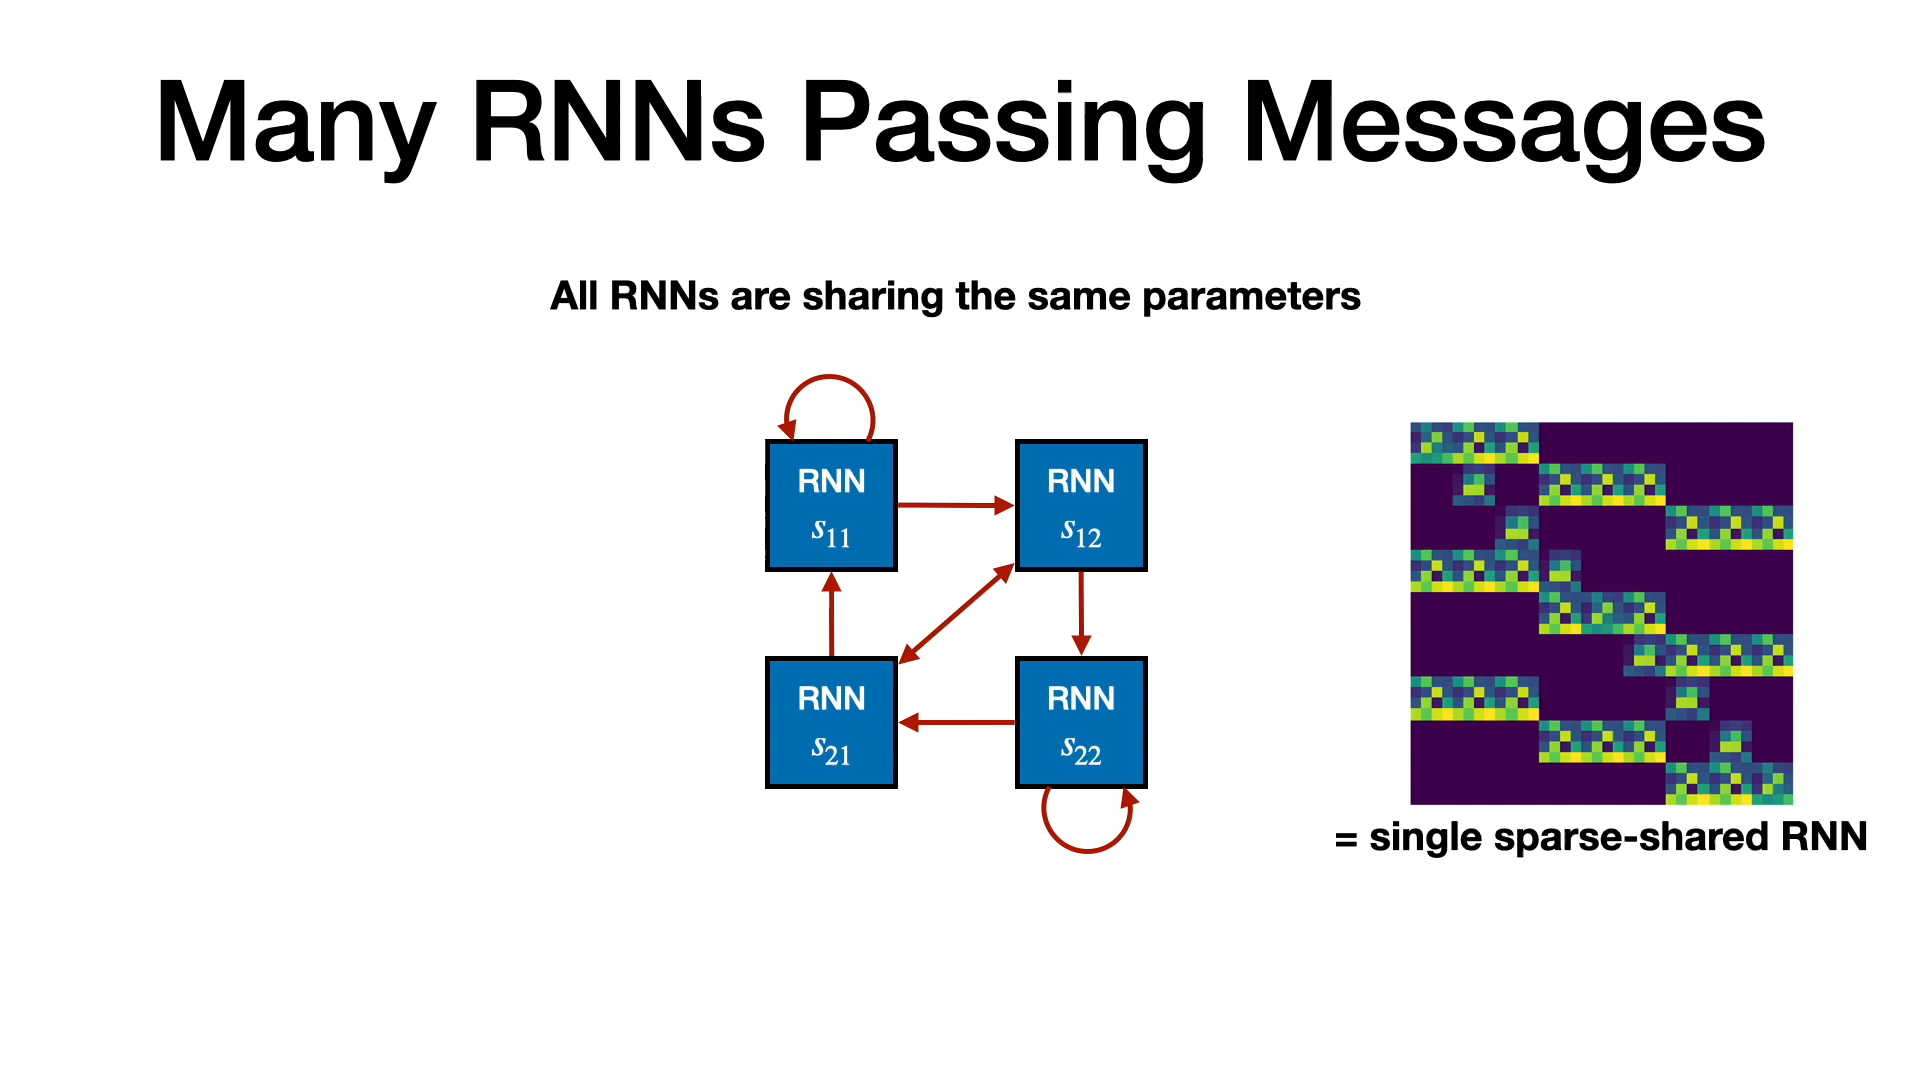 Many RNNs Passing Messages
All RNNs are sharing the same parameters
RNN
s11
RNN
s12
RNN
s21
RNN
s22
= single sparse-shared RNN